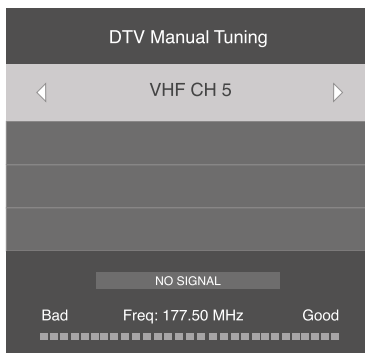 DTV Manual Tuning
VHF CH 5
NO SIGNAL
Bad Freq: 177.50 MHz Good